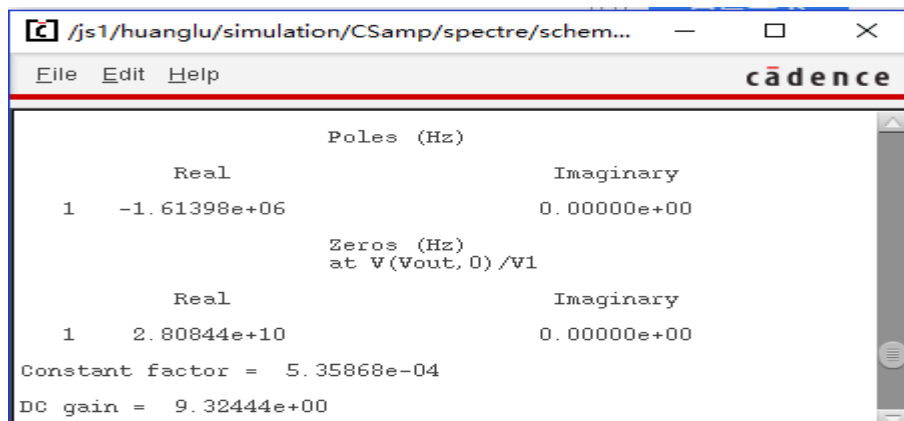 /js1/huanglu/simulation/CSamp/spectre/schem...
File Edit Help
cādence
Poles (Hz)
Real Imaginary
1 -1.61398e+06 0.00000e+00
Zeros (Hz)
at V(Vout,0)/V1
Real Imaginary
1 2.80844e+10 0.00000e+00
Constant factor = 5.35868e-04
DC gain = 9.32444e+00